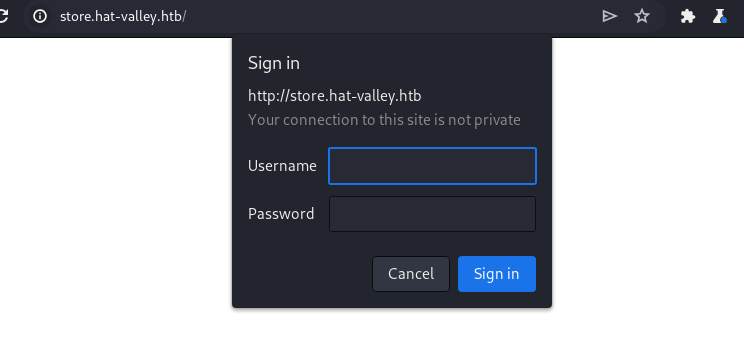 store.hat-valley.htb/
Sign in
http://store.hat-valley.htb
Your connection to this site is not private
Username
Password
Cancel Sign in